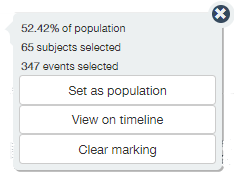 52.42% of population
65 subjects selected
347 events selected
Set as population
View on timeline
Clear marking